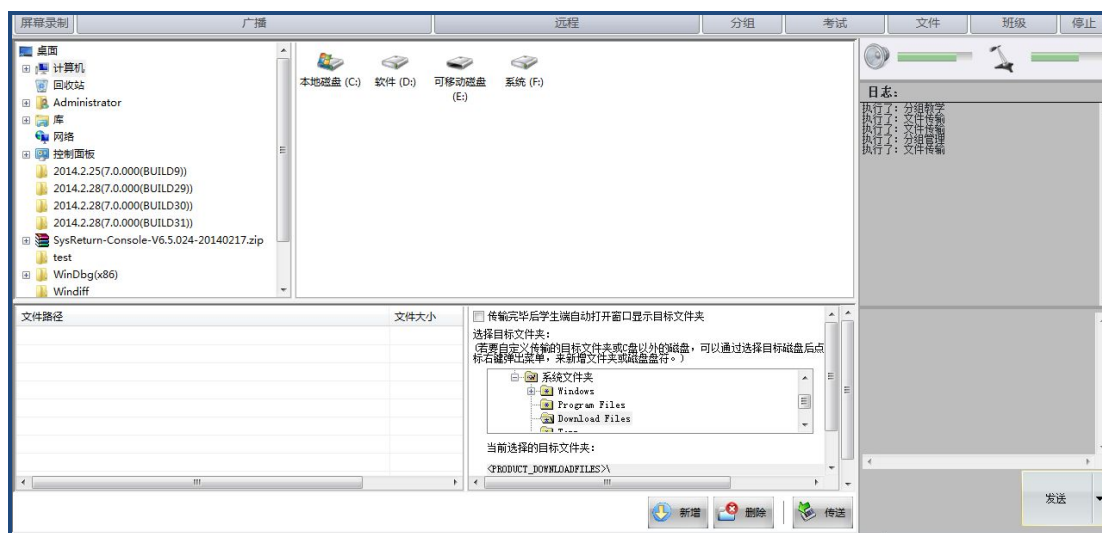 屏幕录制 广播 远程 分组 考试 文件 班级 停止
桌面
计算机
回收站
Administrator
库
网络
控制面板
2014.2.25(7.0.000(BUILD9))
2014.2.28(7.0.000(BUILD29))
2014.2.28(7.0.000(BUILD30))
2014.2.28(7.0.000(BUILD31))
SysReturn-Console-V6.5.024-20140217.zip
test
WinDbg(x86)
Windiff
本地磁盘 (C:) 软件 (D:) 可移动磁盘 (E:) 系统 (F:)
日志:
执行了: 分组教学
执行了: 文件传输
执行了: 文件传输
执行了: 分组管理
执行了: 文件传输
文件路径 文件大小
传输完毕后学生端自动打开窗口显示目标文件夹
选择目标文件夹:
(若要自定义传输的目标文件夹或C盘以外的磁盘，可以通过选择目标磁盘后点
标右键弹出菜单，来新增文件夹或磁盘盘符。)
系统文件夹
Windows
Program Files
Download Files
当前选择的目标文件夹:
<PRODUCT_DOWNLOADFILES>\
新增 删除 传送
发送